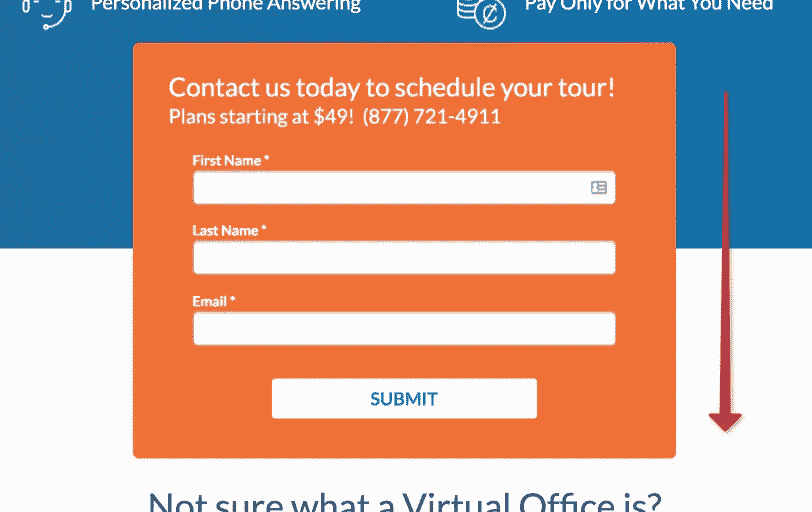 Personalized Phone Answering
Pay Only for What You Need
Contact us today to schedule your tour!
Plans starting at $49! (877) 721-4911
First Name *
Last Name *
Email *
SUBMIT
Not sure what a Virtual Office is?